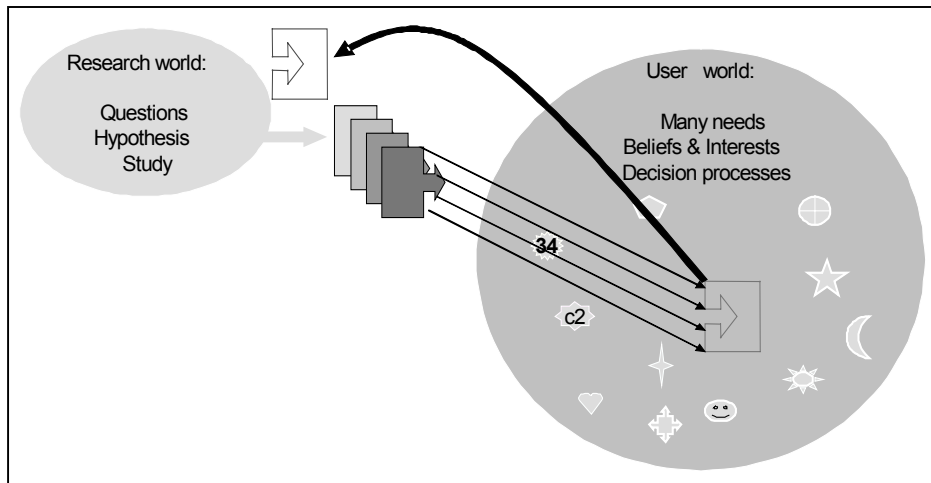 Research world:
Questions
Hypothesis
Study
User world:
Many needs
Beliefs & Interests
Decision processes
34
c2